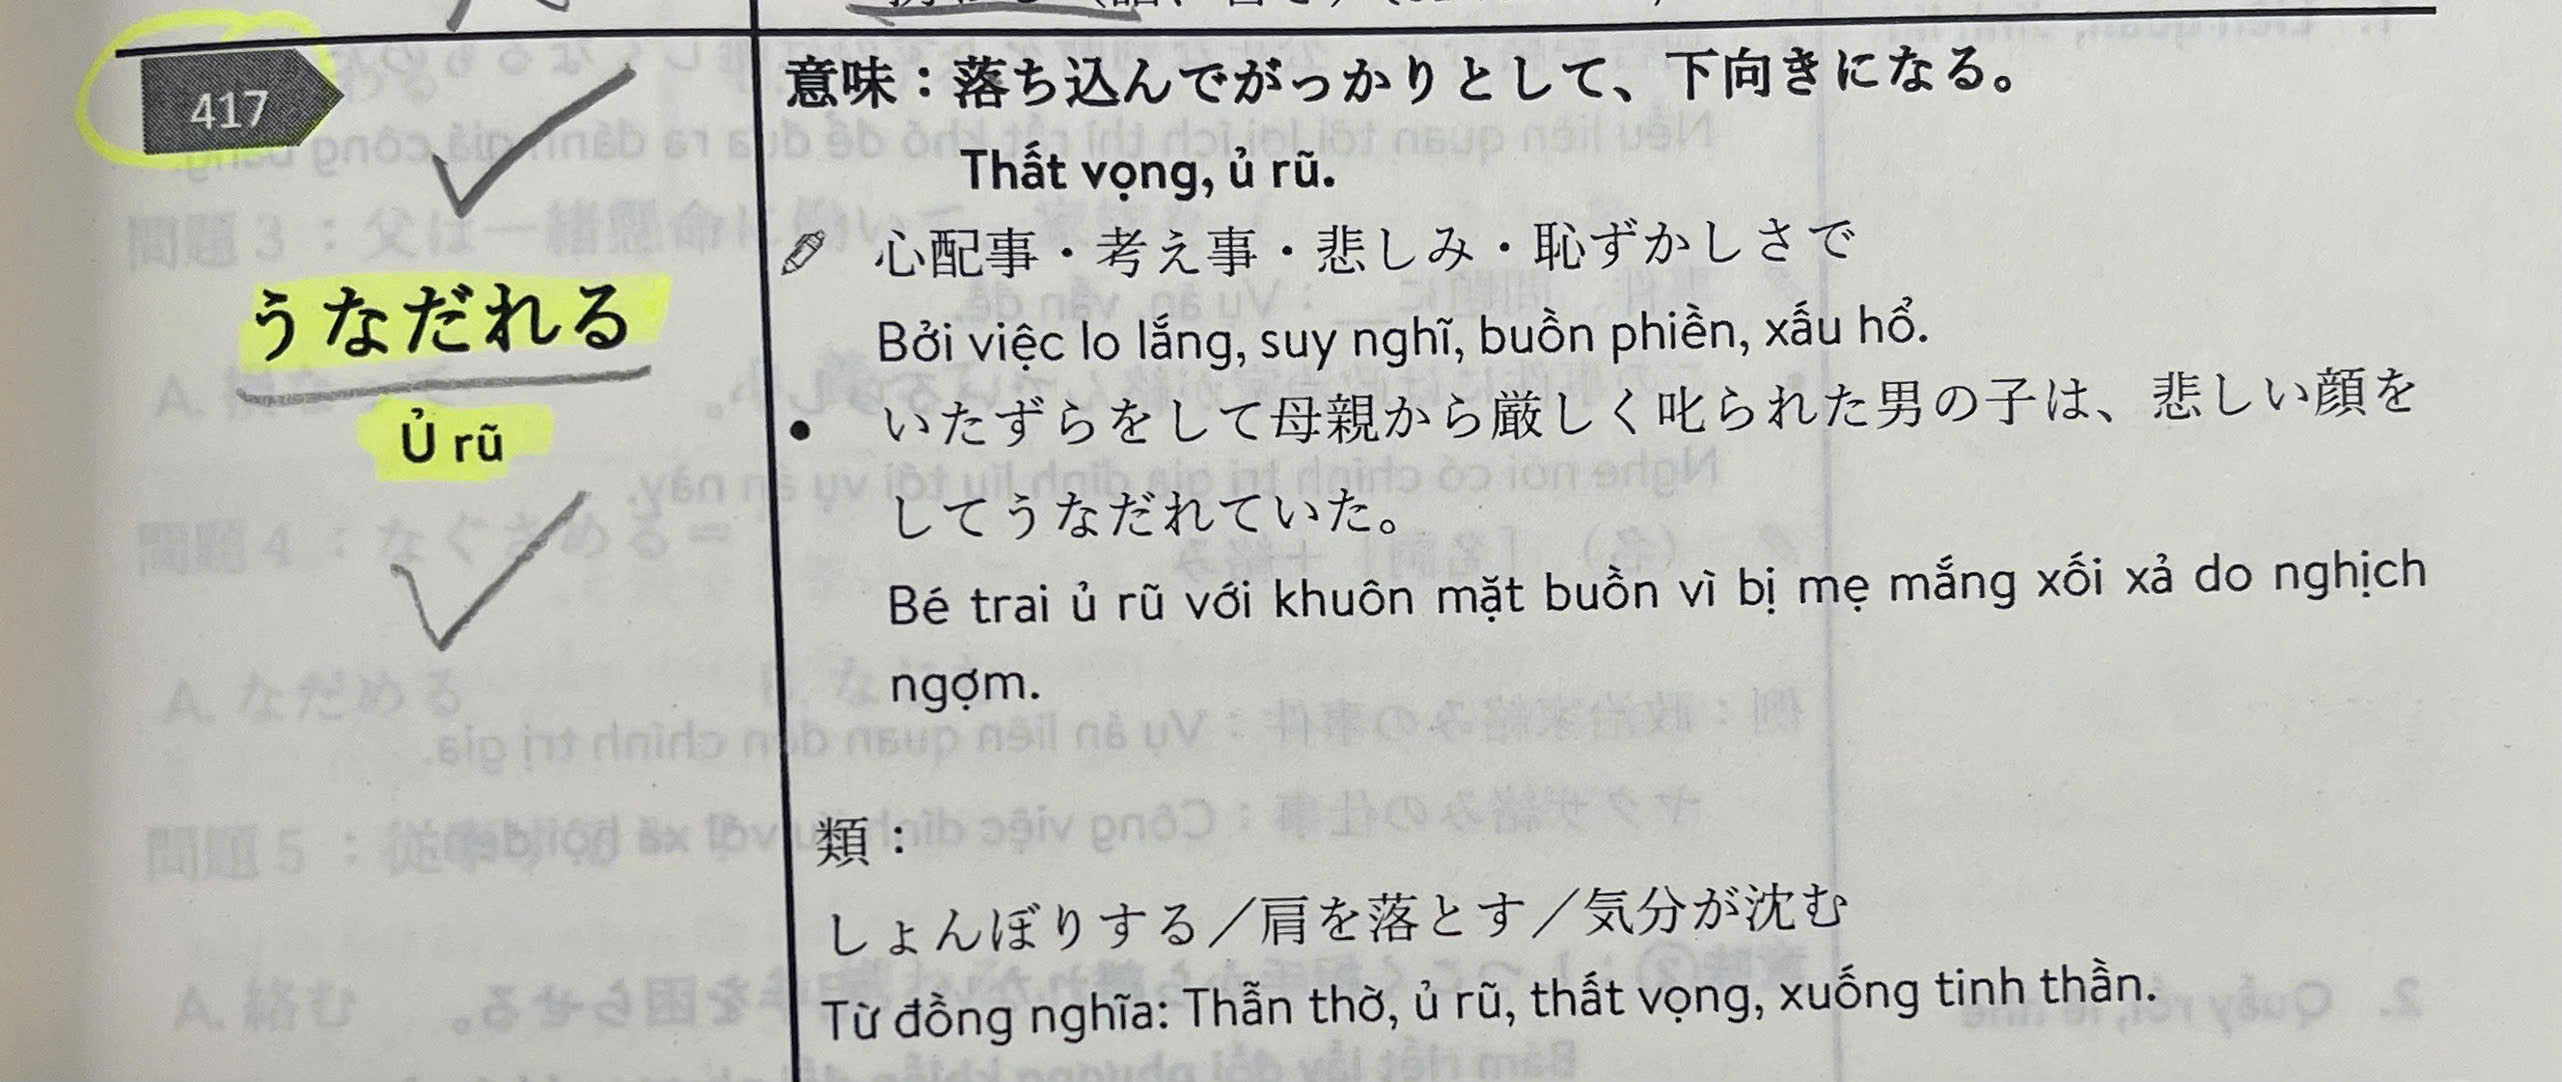 417
うなだれる
Ủ rũ
意味：落ち込んでがっかりとして、下向きになる。
Thất vọng, ủ rũ.
心配事・考え事・悲しみ・恥ずかしさで
Bởi việc lo lắng, suy nghĩ, buồn phiền, xấu hổ.
いたずらをして母親から厳しく叱られた男の子は、悲しい顔を
してうなだれていた。
Bé trai ủ rũ với khuôn mặt buồn vì bị mẹ mắng xối xả do nghịch
ngợm.
類：
しょんぼりする／肩を落とす／気分が沈む
Từ đồng nghĩa: Thẫn thờ, ủ rũ, thất vọng, xuống tinh thần.